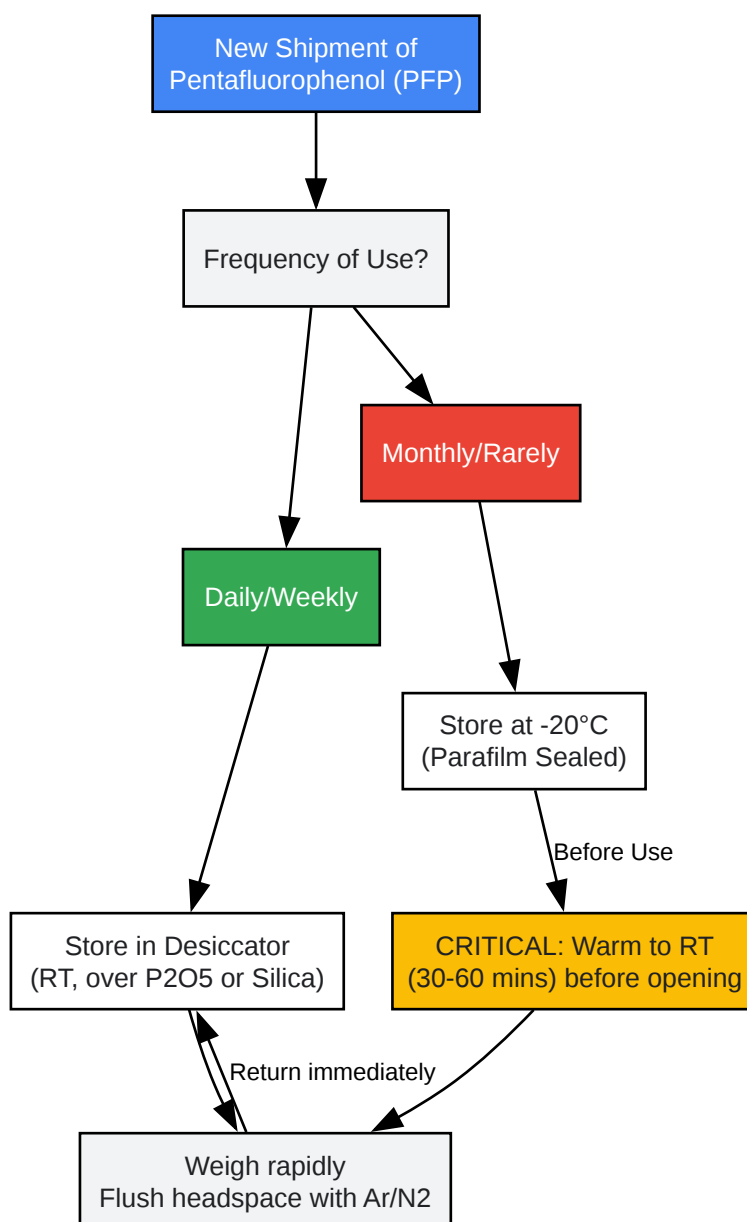 New Shipment of
Pentafluorophenol (PFP)
Frequency of Use?
Monthly/Rarely
Daily/Weekly
Store at -20°C
(Parafilm Sealed)
Before Use
Store in Desiccator
(RT, over P2O5 or Silica)
CRITICAL: Warm to RT
(30-60 mins) before opening
Return immediately
Weigh rapidly
Flush headspace with Ar/N2